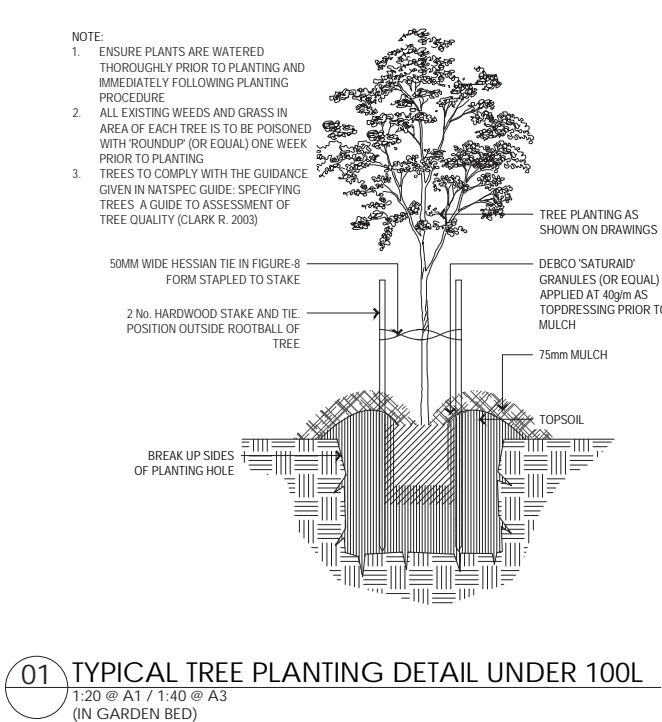 NOTE:
1. ENSURE PLANTS ARE WATERED
THOROUGHLY PRIOR TO PLANTING AND
IMMEDIATELY FOLLOWING PLANTING
PROCEDURE
2. ALL EXISTING WEEDS AND GRASS IN
AREA OF EACH TREE IS TO BE POISONED
WITH 'ROUNDUP' (OR EQUAL) ONE WEEK
PRIOR TO PLANTING
3. TREES TO COMPLY WITH THE GUIDANCE
GIVEN IN NATSPEC GUIDE: SPECIFYING
TREES A GUIDE TO ASSESSMENT OF
TREE QUALITY (CLARK R. 2003)
TREE PLANTING AS
SHOWN ON DRAWINGS
50MM WIDE HESSIAN TIE IN FIGURE-8
FORM STAPLED TO STAKE
DEBCO 'SATURAID'
GRANULES (OR EQUAL)
APPLIED AT 40g/m AS
TOPDRESSING PRIOR TO
MULCH
2 No. HARDWOOD STAKE AND TIE.
POSITION OUTSIDE ROOTBALL OF
TREE
75mm MULCH
TOPSOIL
BREAK UP SIDES
OF PLANTING HOLE
01 TYPICAL TREE PLANTING DETAIL UNDER 100L
1:20 @ A1 / 1:40 @ A3
(IN GARDEN BED)